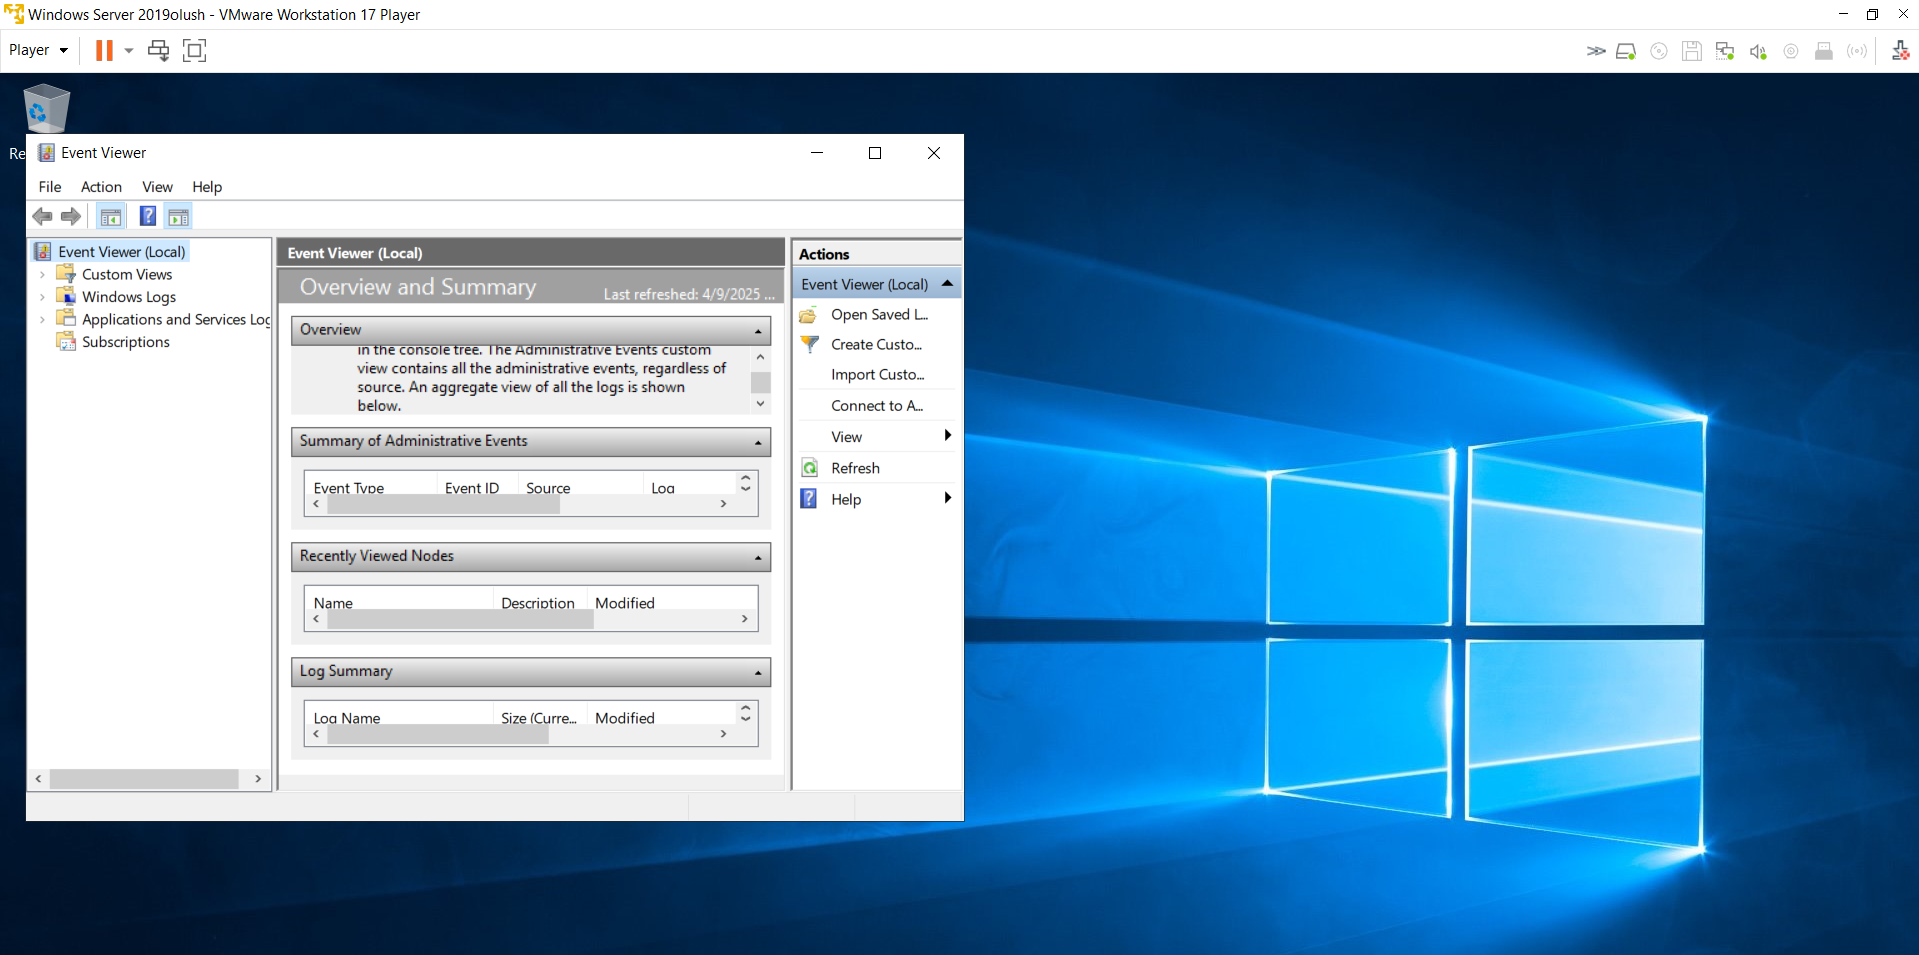 Windows Server 2019olush - VMware Workstation 17 Player
Player
Re
Event Viewer
File Action View Help
Event Viewer (Local)
Custom Views
Windows Logs
Applications and Services Log
Subscriptions
Event Viewer (Local)
Overview and Summary
Last refreshed: 4/9/2025 ...
Overview
in the console tree. The Administrative Events custom
view contains all the administrative events, regardless of
source. An aggregate view of all the logs is shown
below.
Summary of Administrative Events
Event Type Event ID Source Log
Recently Viewed Nodes
Name Description Modified
Log Summary
Log Name Size (Curre... Modified
Actions
Event Viewer (Local)
Open Saved L...
Create Custo...
Import Custo...
Connect to A...
View
Refresh
Help